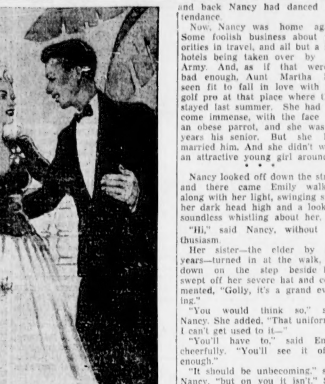 and back Nancy had danced
tendance.
Now, Nancy was home ag
Some foolish business about
orities in travel, and all but a
hotels being taken over by
Army. And, as if that were
bad enough, Aunt Martha
seen fit to fall in love with
golf pro at that place where t
stayed last summer. She had
come immense, with the face
an obese parrot, and she was
years his senior. But she
married him. And she didn't w
an attractive young girl around
* * *
Nancy looked off down the str
and there came Emily walk
along with her light, swinging s
her dark head high and a look
soundless whistling about her.
"Hi," said Nancy, without
thusiasm.
Her sister—the elder by
years—turned in at the walk,
down on the step beside
swept off her severe hat and co
mented, "Golly, it's a grand ev
ing."
"You would think so,"
Nancy. She added, "That uniform
I can't get used to it—"
"You'll have to," said Em
cheerfully. "You'll see it of
enough."
"It should be unbecoming,"
Nancy, "but on you it isn't."